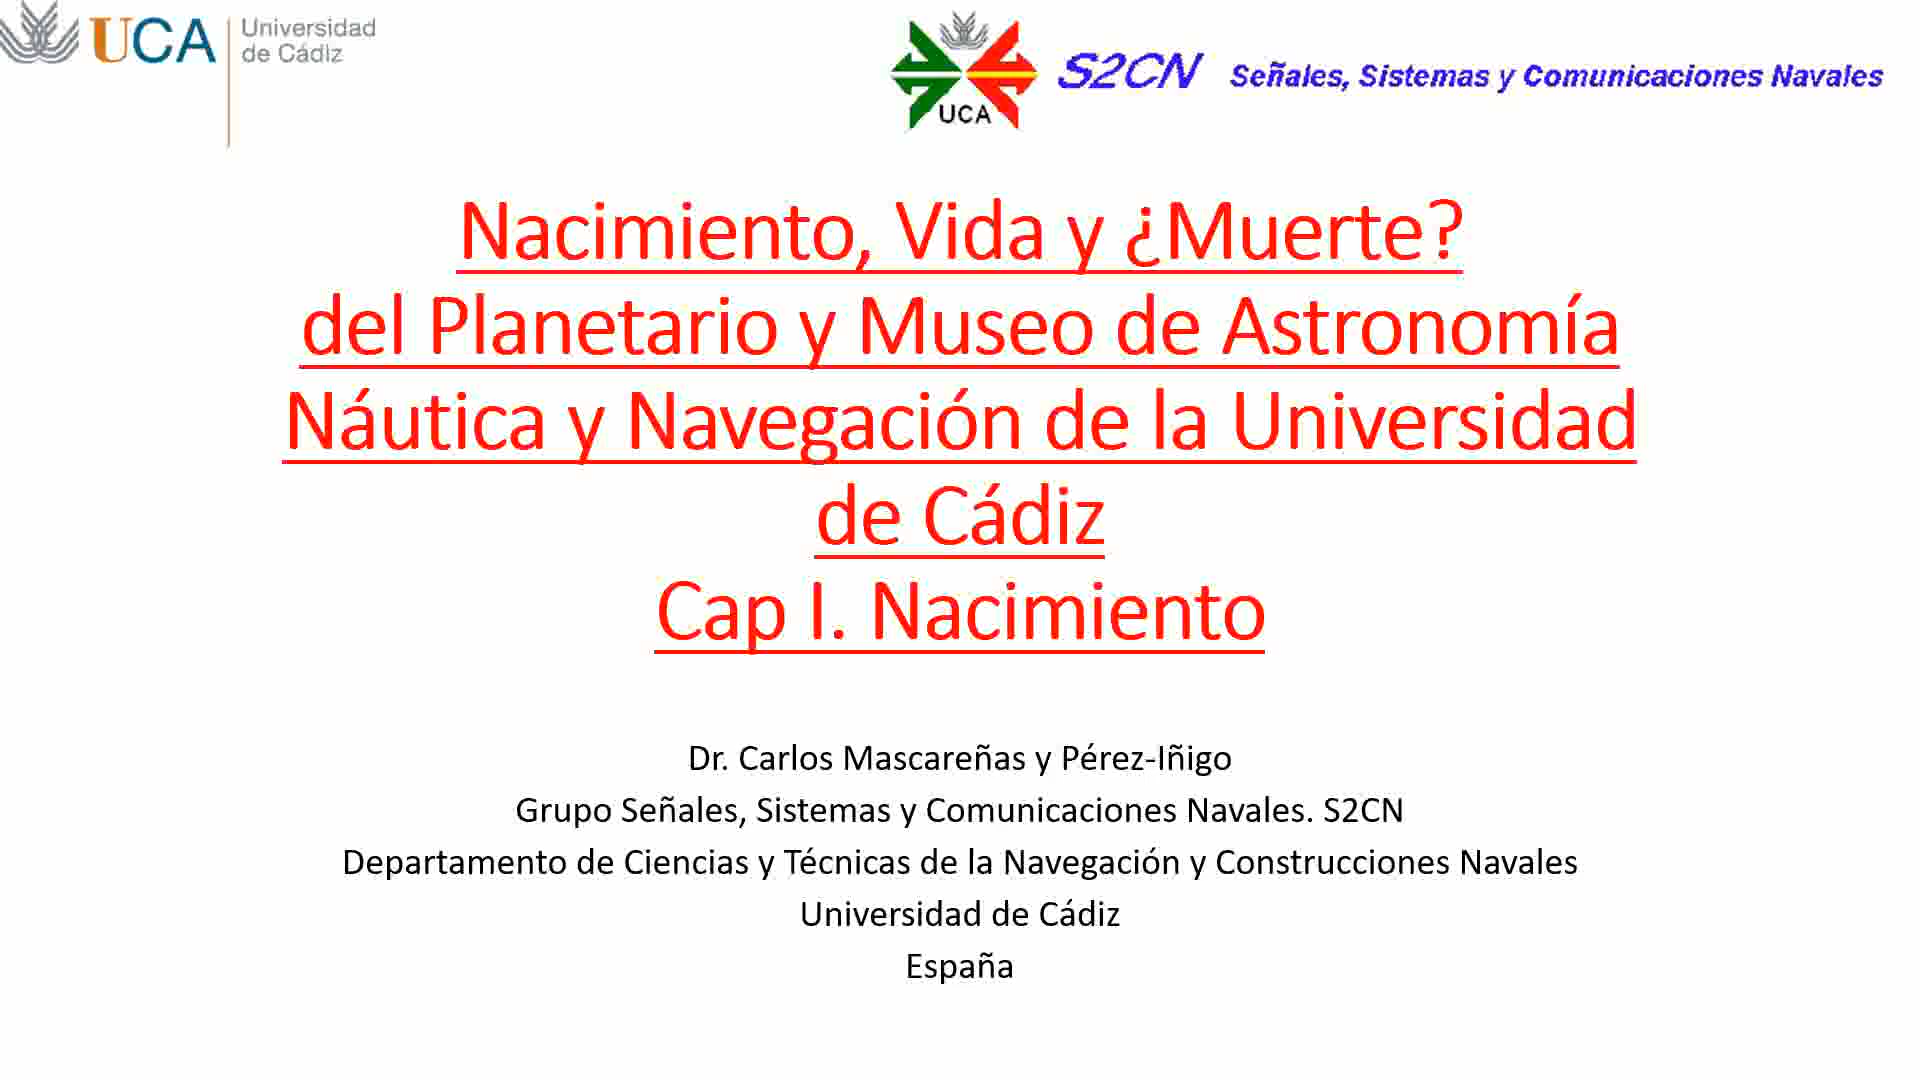 UCA
Universidad
de Cádiz
UCA
S2CN
Señales, Sistemas y Comunicaciones Navales
Nacimiento, Vida y ¿Muerte?
del Planetario y Museo de Astronomía
Náutica y Navegación de la Universidad
de Cádiz
Cap I. Nacimiento
Dr. Carlos Mascareñas y Pérez-Iñigo
Grupo Señales, Sistemas y Comunicaciones Navales. S2CN
Departamento de Ciencias y Técnicas de la Navegación y Construcciones Navales
Universidad de Cádiz
España